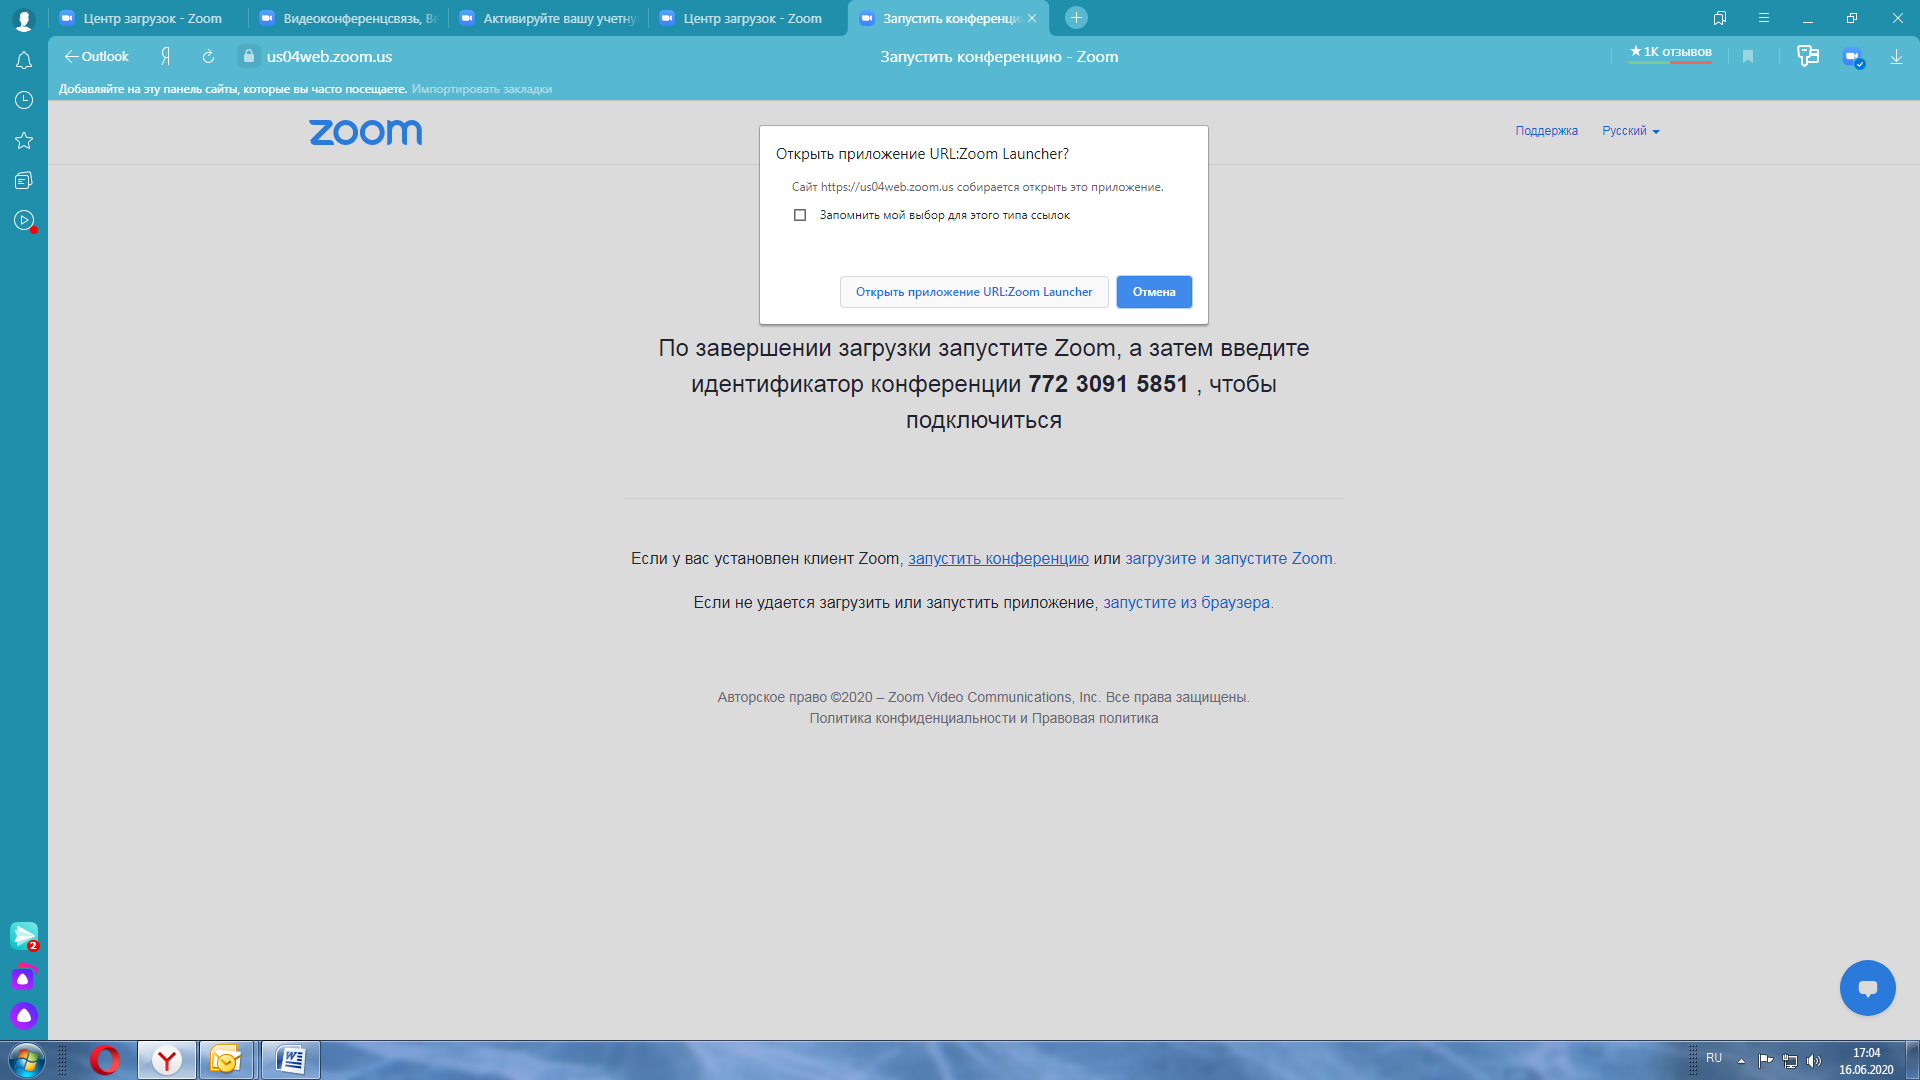 Центр загрузок - Zoom
Видеоконференцсвязь, Ве
Активируйте вашу учетну
Центр загрузок - Zoom
Запустить конференци
Outlook
Я
us04web.zoom.us
Запустить конференцию - Zoom
★ 1K отзывов
Добавляйте на эту панель сайты, которые вы часто посещаете. Импортировать закладки
zoom
Поддержка
Русский
Открыть приложение URL:Zoom Launcher?
Сайт https://us04web.zoom.us собирается открыть это приложение.
Запомнить мой выбор для этого типа ссылок
Открыть приложение URL:Zoom Launcher
Отмена
По завершении загрузки запустите Zoom, а затем введите
идентификатор конференции 772 3091 5851 , чтобы
подключиться
Если у вас установлен клиент Zoom, запустить конференцию или загрузите и запустите Zoom.
Если не удается загрузить или запустить приложение, запустите из браузера.
Авторское право ©2020 – Zoom Video Communications, Inc. Все права защищены.
Политика конфиденциальности и Правовая политика
2
RU
17:04
16.06.2020